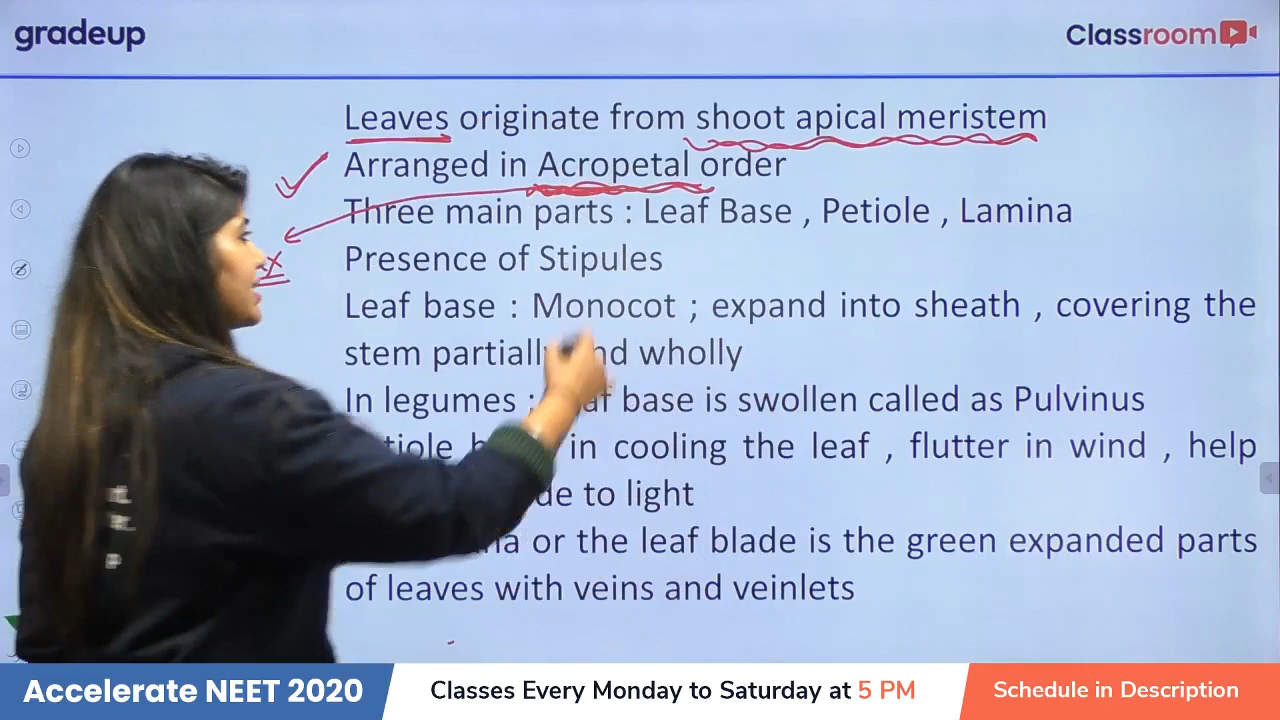 gradeup
Classroom
Leaves originate from shoot apical meristem
Arranged in Acropetal order
Three main parts : Leaf Base , Petiole , Lamina
Presence of Stipules
Leaf base : Monocot ; expand into sheath , covering the
stem partially and wholly
In legumes ; base is swollen called as Pulvinus
in cooling the leaf , flutter in wind , help
to light
or the leaf blade is the green expanded parts
of leaves with veins and veinlets
Accelerate NEET 2020
Classes Every Monday to Saturday at 5 PM
Schedule in Description